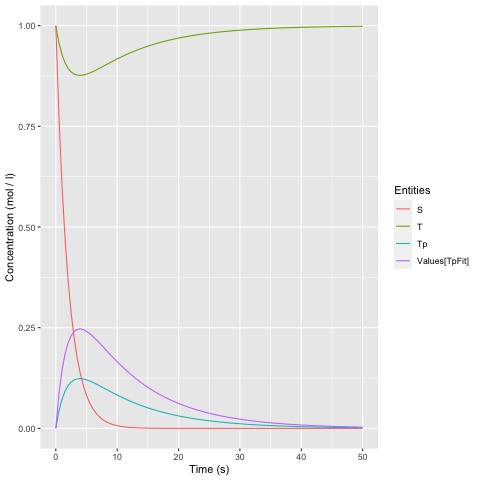 1.00
0.75
0.50
0.25
0.00
Concentration (mol / l)
0
10
20
30
40
50
Time (s)
Entities
S
T
Tp
Values[TpFit]